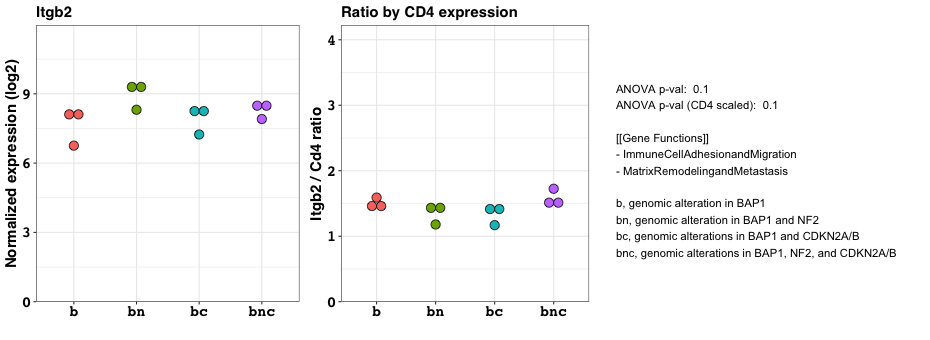 Itgb2
Normalized expression (log2)
9
6
3
0
b bn bc bnc
Ratio by CD4 expression
Itgb2 / Cd4 ratio
4
3
2
1
0
b bn bc bnc
ANOVA p-val:  0.1
ANOVA p-val (CD4 scaled):  0.1
[[Gene Functions]]
- ImmuneCellAdhesionandMigration
- MatrixRemodelingandMetastasis
b, genomic alteration in BAP1
bn, genomic alteration in BAP1 and NF2
bc, genomic alterations in BAP1 and CDKN2A/B
bnc, genomic alterations in BAP1, NF2, and CDKN2A/B